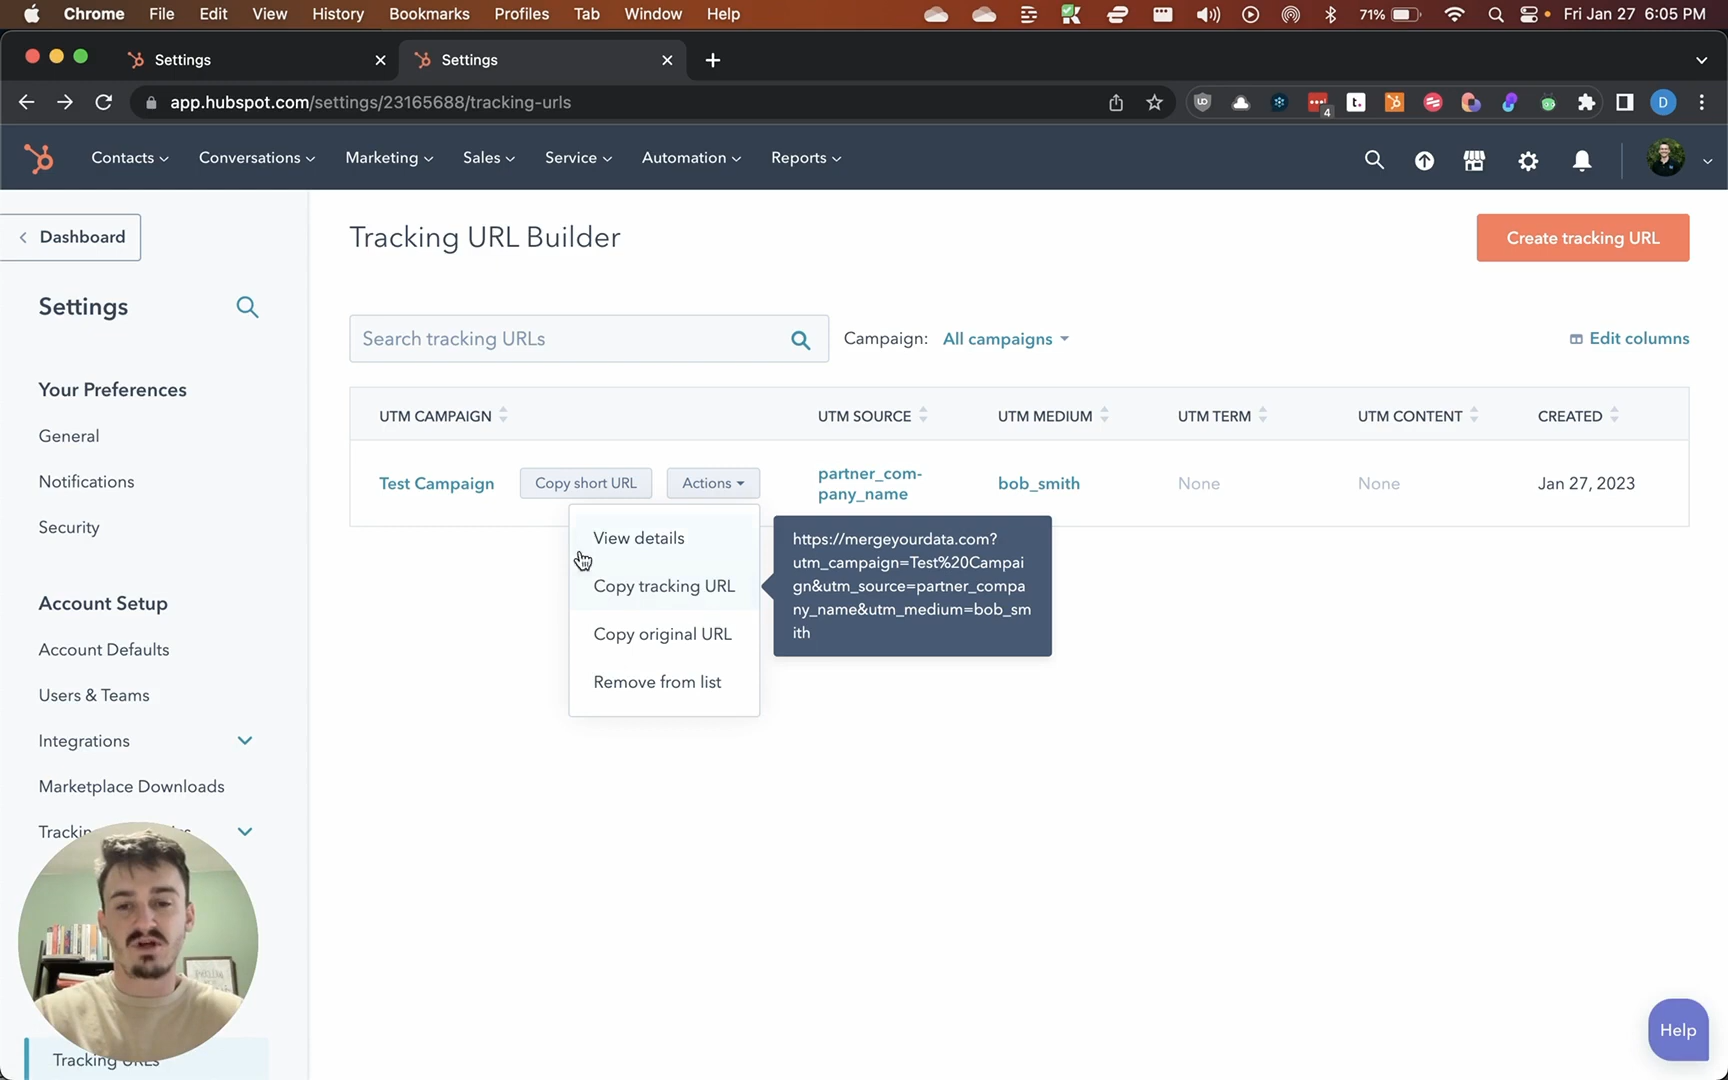 Chrome File Edit View History Bookmarks Profiles Tab Window Help 71% Fri Jan 27 6:05 PM
Settings Settings
app.hubspot.com/settings/23165688/tracking-urls
4
t.
D
Contacts Conversations Marketing Sales Service Automation Reports
Dashboard
Settings
Your Preferences
General
Notifications
Security
Account Setup
Account Defaults
Users & Teams
Integrations
Marketplace Downloads
Tracking URLs
Tracking URL Builder
Create tracking URL
Search tracking URLs
Campaign: All campaigns
Edit columns
UTM CAMPAIGN UTM SOURCE UTM MEDIUM UTM TERM UTM CONTENT CREATED
Test Campaign Copy short URL Actions
partner_com-
pany_name
bob_smith None None Jan 27, 2023
View details
Copy tracking URL
Copy original URL
Remove from list
https://mergeyourdata.com?
utm_campaign=Test%20Campai
gn&utm_source=partner_compa
ny_name&utm_medium=bob_sm
ith
Help